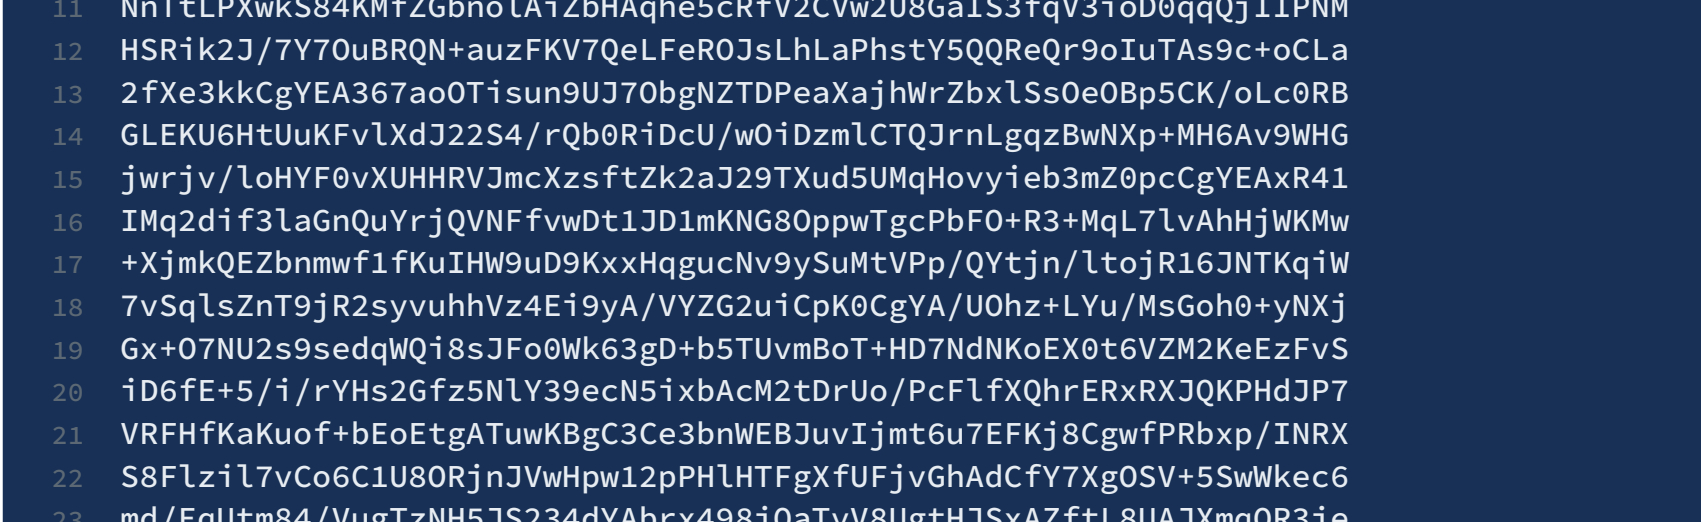 12 HSRik2J/7Y7OuBRQN+auzFKV7QeLFeROJsLhLaPhstY5QQReQr9oIuTAs9c+oCLa
13 2fXe3kkCgYEA367aoOTisun9UJ7ObgNZTDPeaXajhWrZbxlSsOeOBp5CK/oLc0RB
14 GLEKU6HtUuKFvlXdJ22S4/rQb0RiDcU/wOiDzmlCTQJrnLgqzBwNXp+MH6Av9WHG
15 jwrjv/loHYF0vXUHHRVJmcXzsftZk2aJ29TXud5UMqHovyieb3mZ0pcCgYEAxR41
16 IMq2dif3laGnQuYrjQVNFfvwDt1JD1mKNG8OppwTgcPbFO+R3+MqL7lvAhHjWKMw
17 +XjmkQEZbnmwf1fKuIHW9uD9KxxHqgucNv9ySuMtVPp/QYtjn/ltojR16JNTKqiW
18 7vSqlsZnT9jR2syvuhhVz4Ei9yA/VYZG2uiCpK0CgYA/UOhz+LYu/MsGoh0+yNXj
19 Gx+O7NU2s9sedqWQi8sJFo0Wk63gD+b5TUvmBoT+HD7NdNKoEX0t6VZM2KeEzFvS
20 iD6fE+5/i/rYHs2Gfz5NlY39ecN5ixbAcM2tDrUo/PcFlfXQhrERxRXJQKPHdJP7
21 VRFHfKaKuof+bEoEtgATuwKBgC3Ce3bnWEBJuvIjmt6u7EFKj8CgwfPRbxp/INRX
22 S8Flzil7vCo6C1U8ORjnJVwHpw12pPHlHTFgXfUFjvGhAdCfY7XgOSV+5SwWkec6